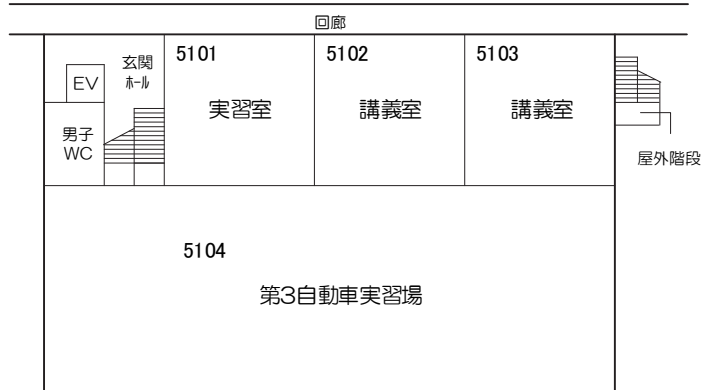 回廊
5101
5102
5103
玄関
ﾎｰﾙ
EV
実習室
講義室
講義室
男子
WC
屋外階段
5104
第3自動車実習場